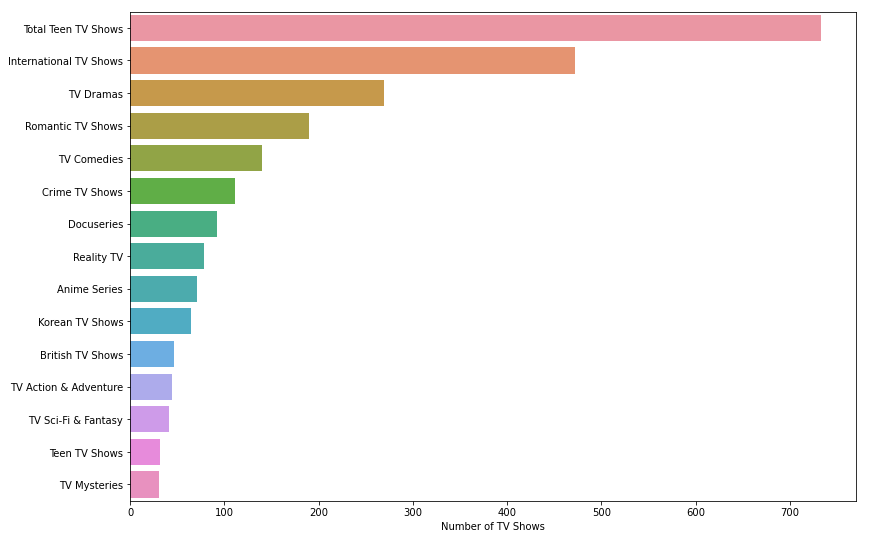 Total Teen TV Shows
International TV Shows
TV Dramas
Romantic TV Shows
TV Comedies
Crime TV Shows
Docuseries
Reality TV
Anime Series
Korean TV Shows
British TV Shows
TV Action & Adventure
TV Sci-Fi & Fantasy
Teen TV Shows
TV Mysteries
0 100 200 300 400 500 600 700
Number of TV Shows